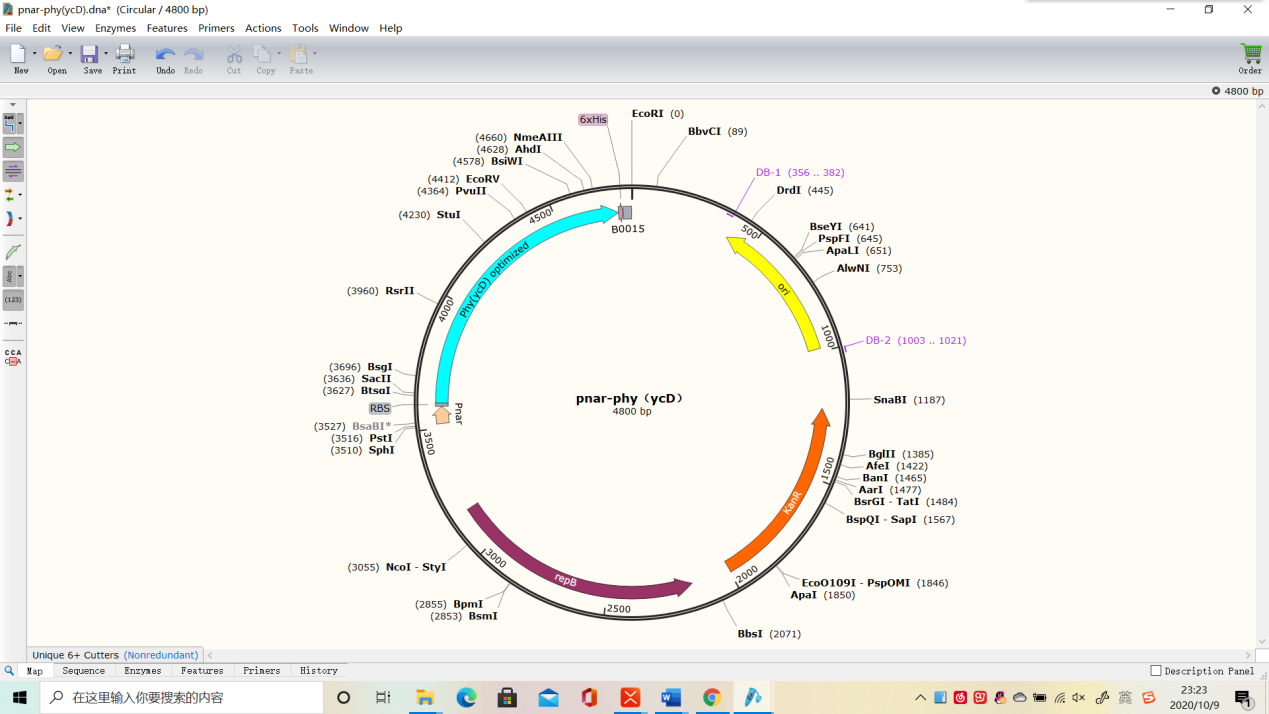 pnar-phy(ycD).dna* (Circular / 4800 bp)
File Edit View Enzymes Features Primers Actions Tools Window Help
New Open Save Print Undo Redo Cut Copy Paste Order
4800 bp
6xHis
EcoRI (0)
BbvCI (89)
(4660) NmeAIII
(4628) AhdI
(4578) BsiWI
(4412) EcoRV
(4364) PvuII
(4230) StuI
(3960) RsrII
(3696) BsgI
(3636) SacII
(3627) BtsαI
RBS
(3527) BsaBI*
(3516) PstI
(3510) SphI
(3055) NcoI - StyI
(2855) BpmI
(2853) BsmI
DB-1 (356 .. 382)
DrdI (445)
BseYI (641)
PspFI (645)
ApaLI (651)
AlwNI (753)
DB-2 (1003 .. 1021)
SnaBI (1187)
BglII (1385)
AfeI (1422)
BanI (1465)
AarI (1477)
BsrGI - TatI (1484)
BspQI - SapI (1567)
EcoO109I - PspOMI (1846)
ApaI (1850)
BbsI (2071)
B0015
Phy(ycD) optimized
Pnar
ori
KanR
repB
500
1000
1500
2000
2500
3000
3500
4000
4500
pnar-phy（ycD）
4800 bp
Unique 6+ Cutters (Nonredundant)
Map Sequence Enzymes Features Primers History
Description Panel
在这里输入你要搜索的内容
英
23:23
2020/10/9